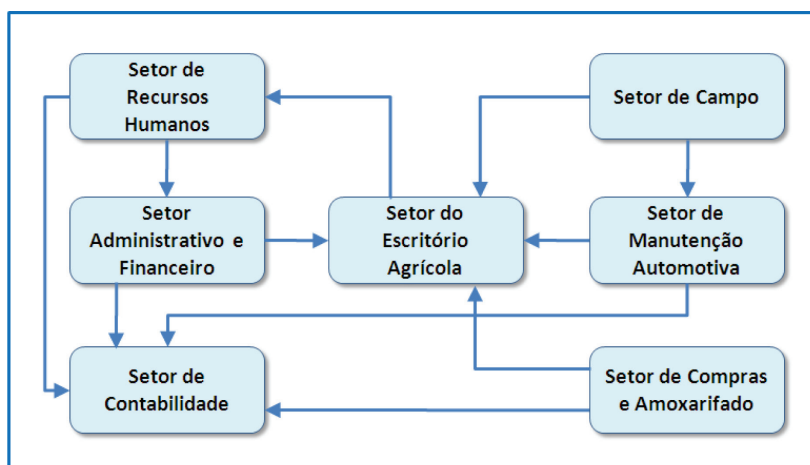 Setor de
Recursos
Humanos
Setor de Campo
Setor
Administrativo e
Financeiro
Setor do
Escritório
Agrícola
Setor de
Manutenção
Automotiva
Setor de
Contabilidade
Setor de Compras
e Amoxarifado